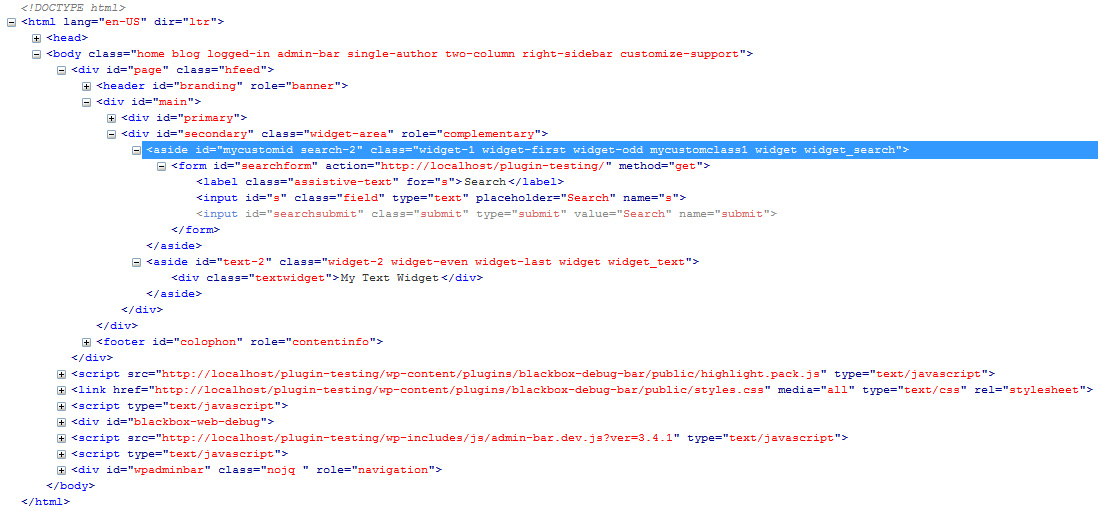 <!DOCTYPE html>
<html lang="en-US" dir="ltr">
<head>
<body class="home blog logged-in admin-bar single-author two-column right-sidebar customize-support">
<div id="page" class="hfeed">
<header id="branding" role="banner">
<div id="main">
<div id="primary">
<div id="secondary" class="widget-area" role="complementary">
<aside id="mycustomid search-2" class="widget-1 widget-first widget-odd mycustomclass1 widget widget_search">
<form id="searchform" action="http://localhost/plugin-testing/" method="get">
<label class="assistive-text" for="s">Search</label>
<input id="s" class="field" type="text" placeholder="Search" name="s">
<input id="searchsubmit" class="submit" type="submit" value="Search" name="submit">
</form>
</aside>
<aside id="text-2" class="widget-2 widget-even widget-last widget widget_text">
<div class="textwidget">My Text Widget</div>
</aside>
</div>
</div>
<footer id="colophon" role="contentinfo">
</div>
<script src="http://localhost/plugin-testing/wp-content/plugins/blackbox-debug-bar/public/highlight.pack.js" type="text/javascript">
<link href="http://localhost/plugin-testing/wp-content/plugins/blackbox-debug-bar/public/styles.css" media="all" type="text/css" rel="stylesheet">
<script type="text/javascript">
<div id="blackbox-web-debug">
<script src="http://localhost/plugin-testing/wp-includes/js/admin-bar.dev.js?ver=3.4.1" type="text/javascript">
<script type="text/javascript">
<div id="wpadminbar" class="nojq " role="navigation">
</body>
</html>